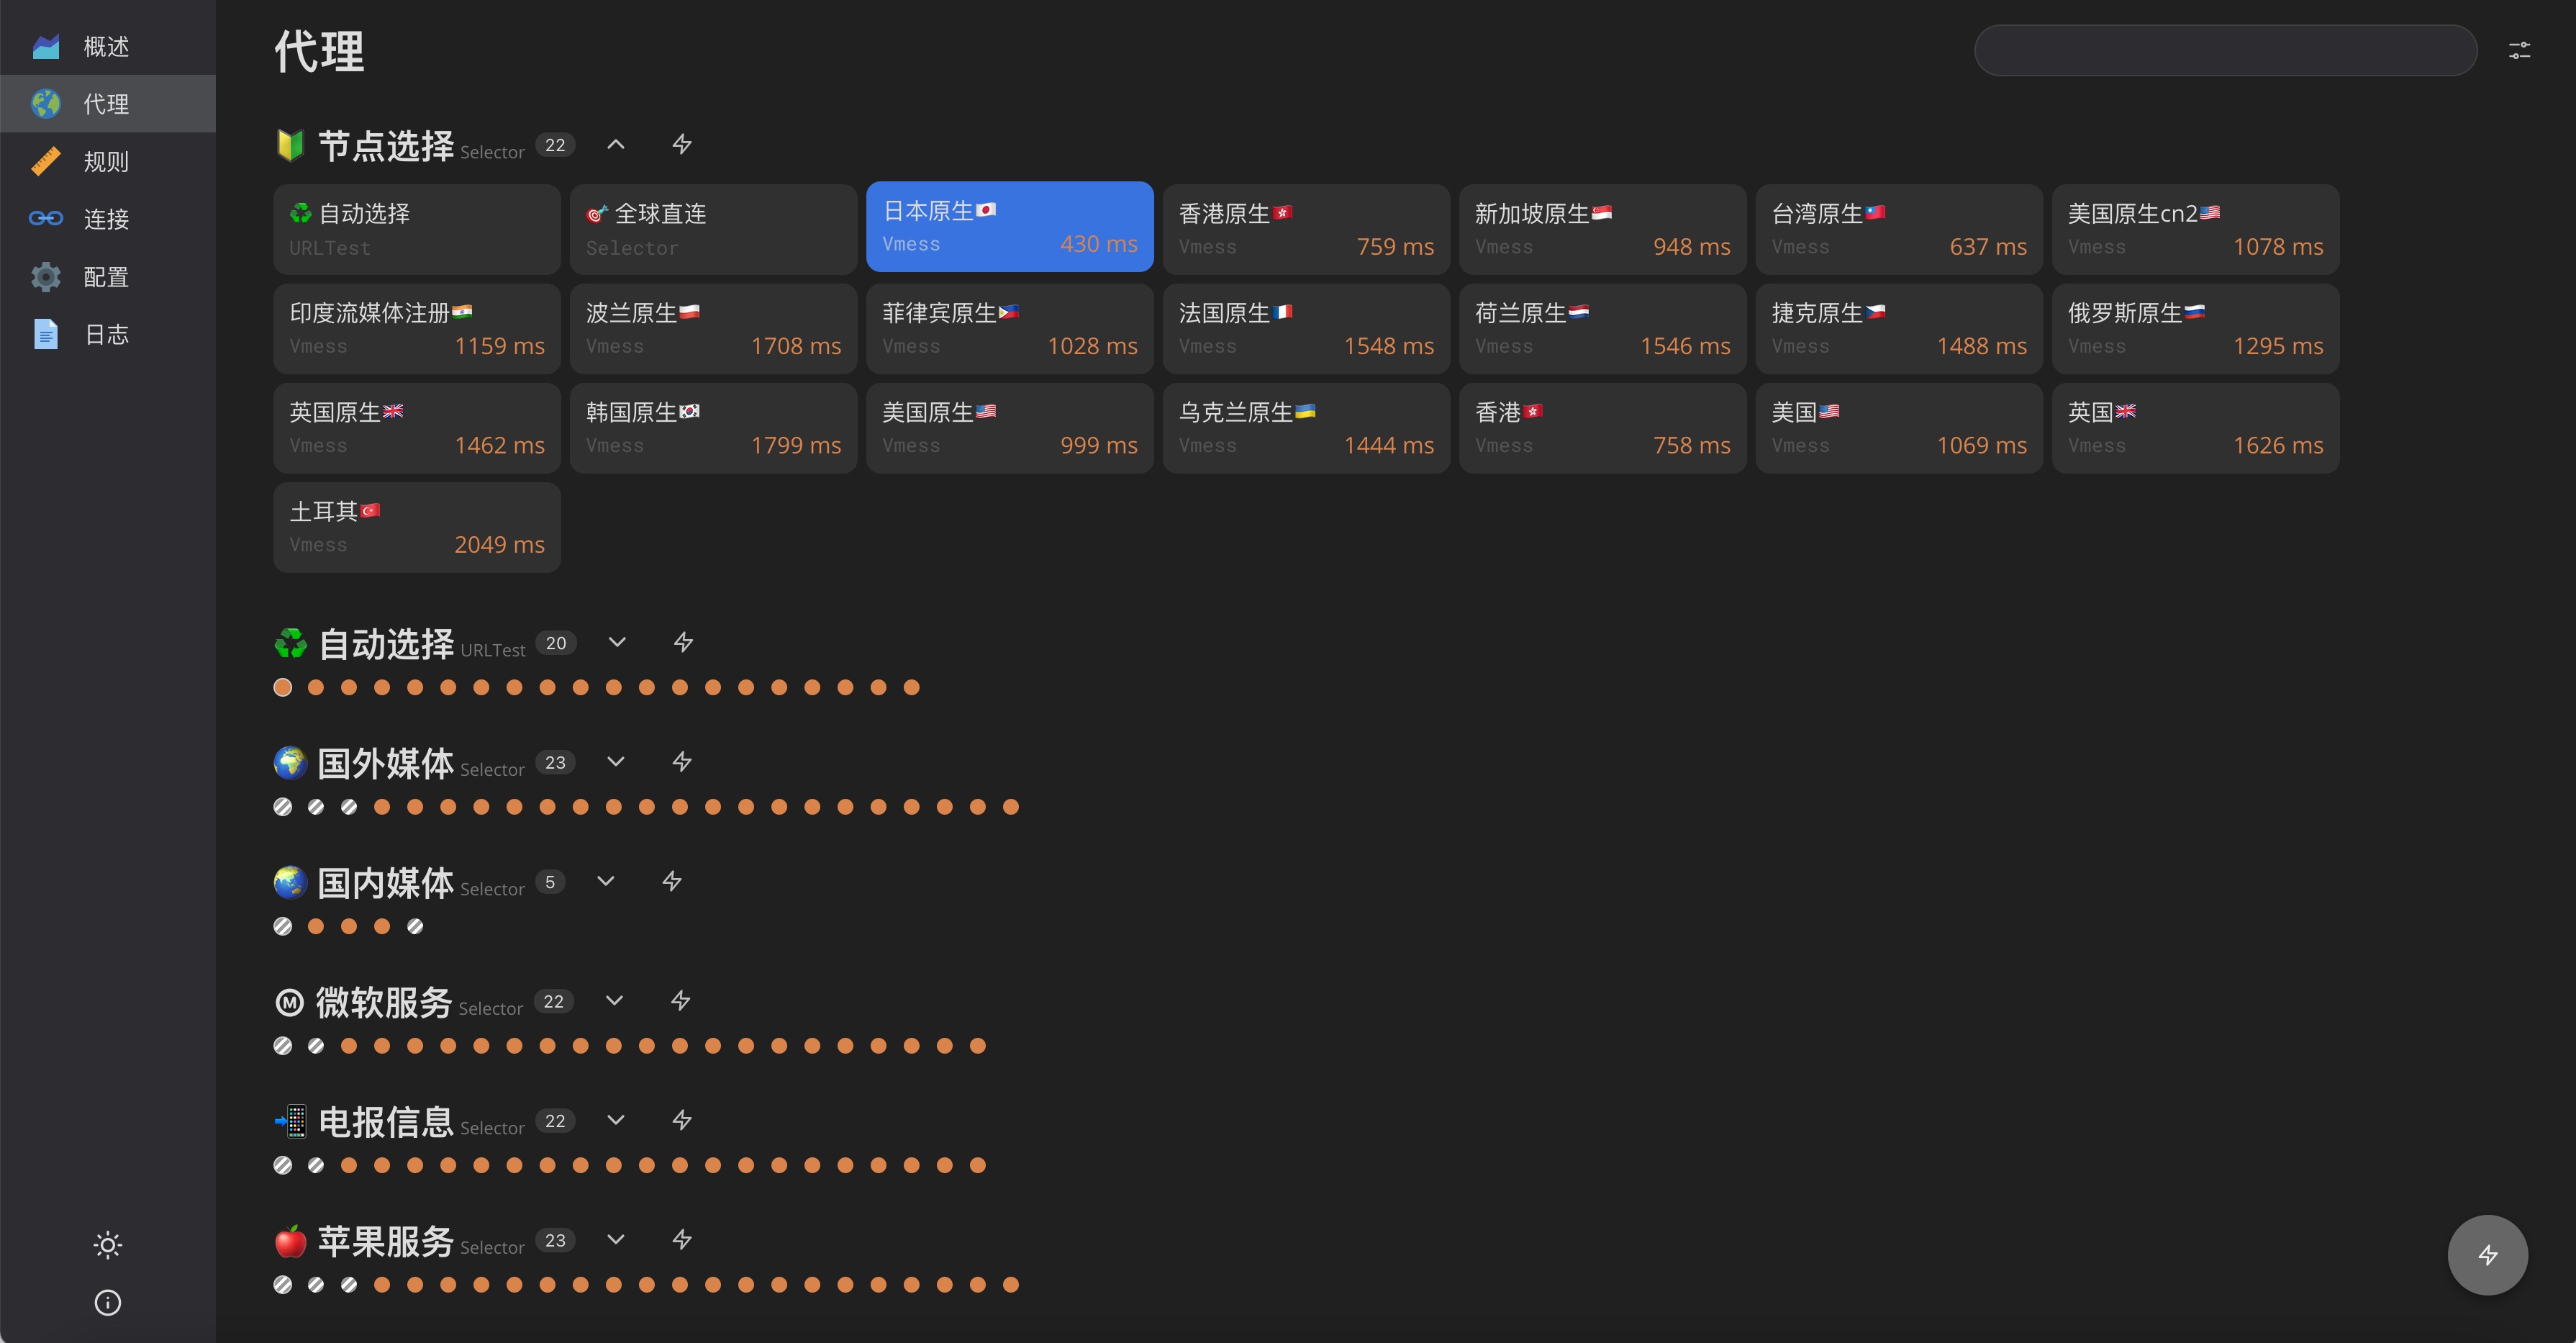 概述
代理
规则
连接
配置
日志
代理
节点选择 Selector 22
自动选择
URLTest
全球直连
Selector
日本原生
Vmess 430 ms
香港原生
Vmess 759 ms
新加坡原生
Vmess 948 ms
台湾原生
Vmess 637 ms
美国原生cn2
Vmess 1078 ms
印度流媒体注册
Vmess 1159 ms
波兰原生
Vmess 1708 ms
菲律宾原生
Vmess 1028 ms
法国原生
Vmess 1548 ms
荷兰原生
Vmess 1546 ms
捷克原生
Vmess 1488 ms
俄罗斯原生
Vmess 1295 ms
英国原生
Vmess 1462 ms
韩国原生
Vmess 1799 ms
美国原生
Vmess 999 ms
乌克兰原生
Vmess 1444 ms
香港
Vmess 758 ms
美国
Vmess 1069 ms
英国
Vmess 1626 ms
土耳其
Vmess 2049 ms
自动选择 URLTest 20
国外媒体 Selector 23
国内媒体 Selector 5
Ⓜ 微软服务 Selector 22
电报信息 Selector 22
苹果服务 Selector 23